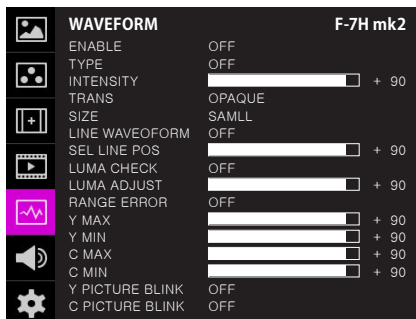 WAVEFORM F-7H mk2
ENABLE OFF
TYPE OFF
INTENSITY + 90
TRANS OPAQUE
SIZE SAMLL
LINE WAVEOFORM OFF
SEL LINE POS + 90
LUMA CHECK OFF
LUMA ADJUST + 90
RANGE ERROR OFF
Y MAX + 90
Y MIN + 90
C MAX + 90
C MIN + 90
Y PICTURE BLINK OFF
C PICTURE BLINK OFF